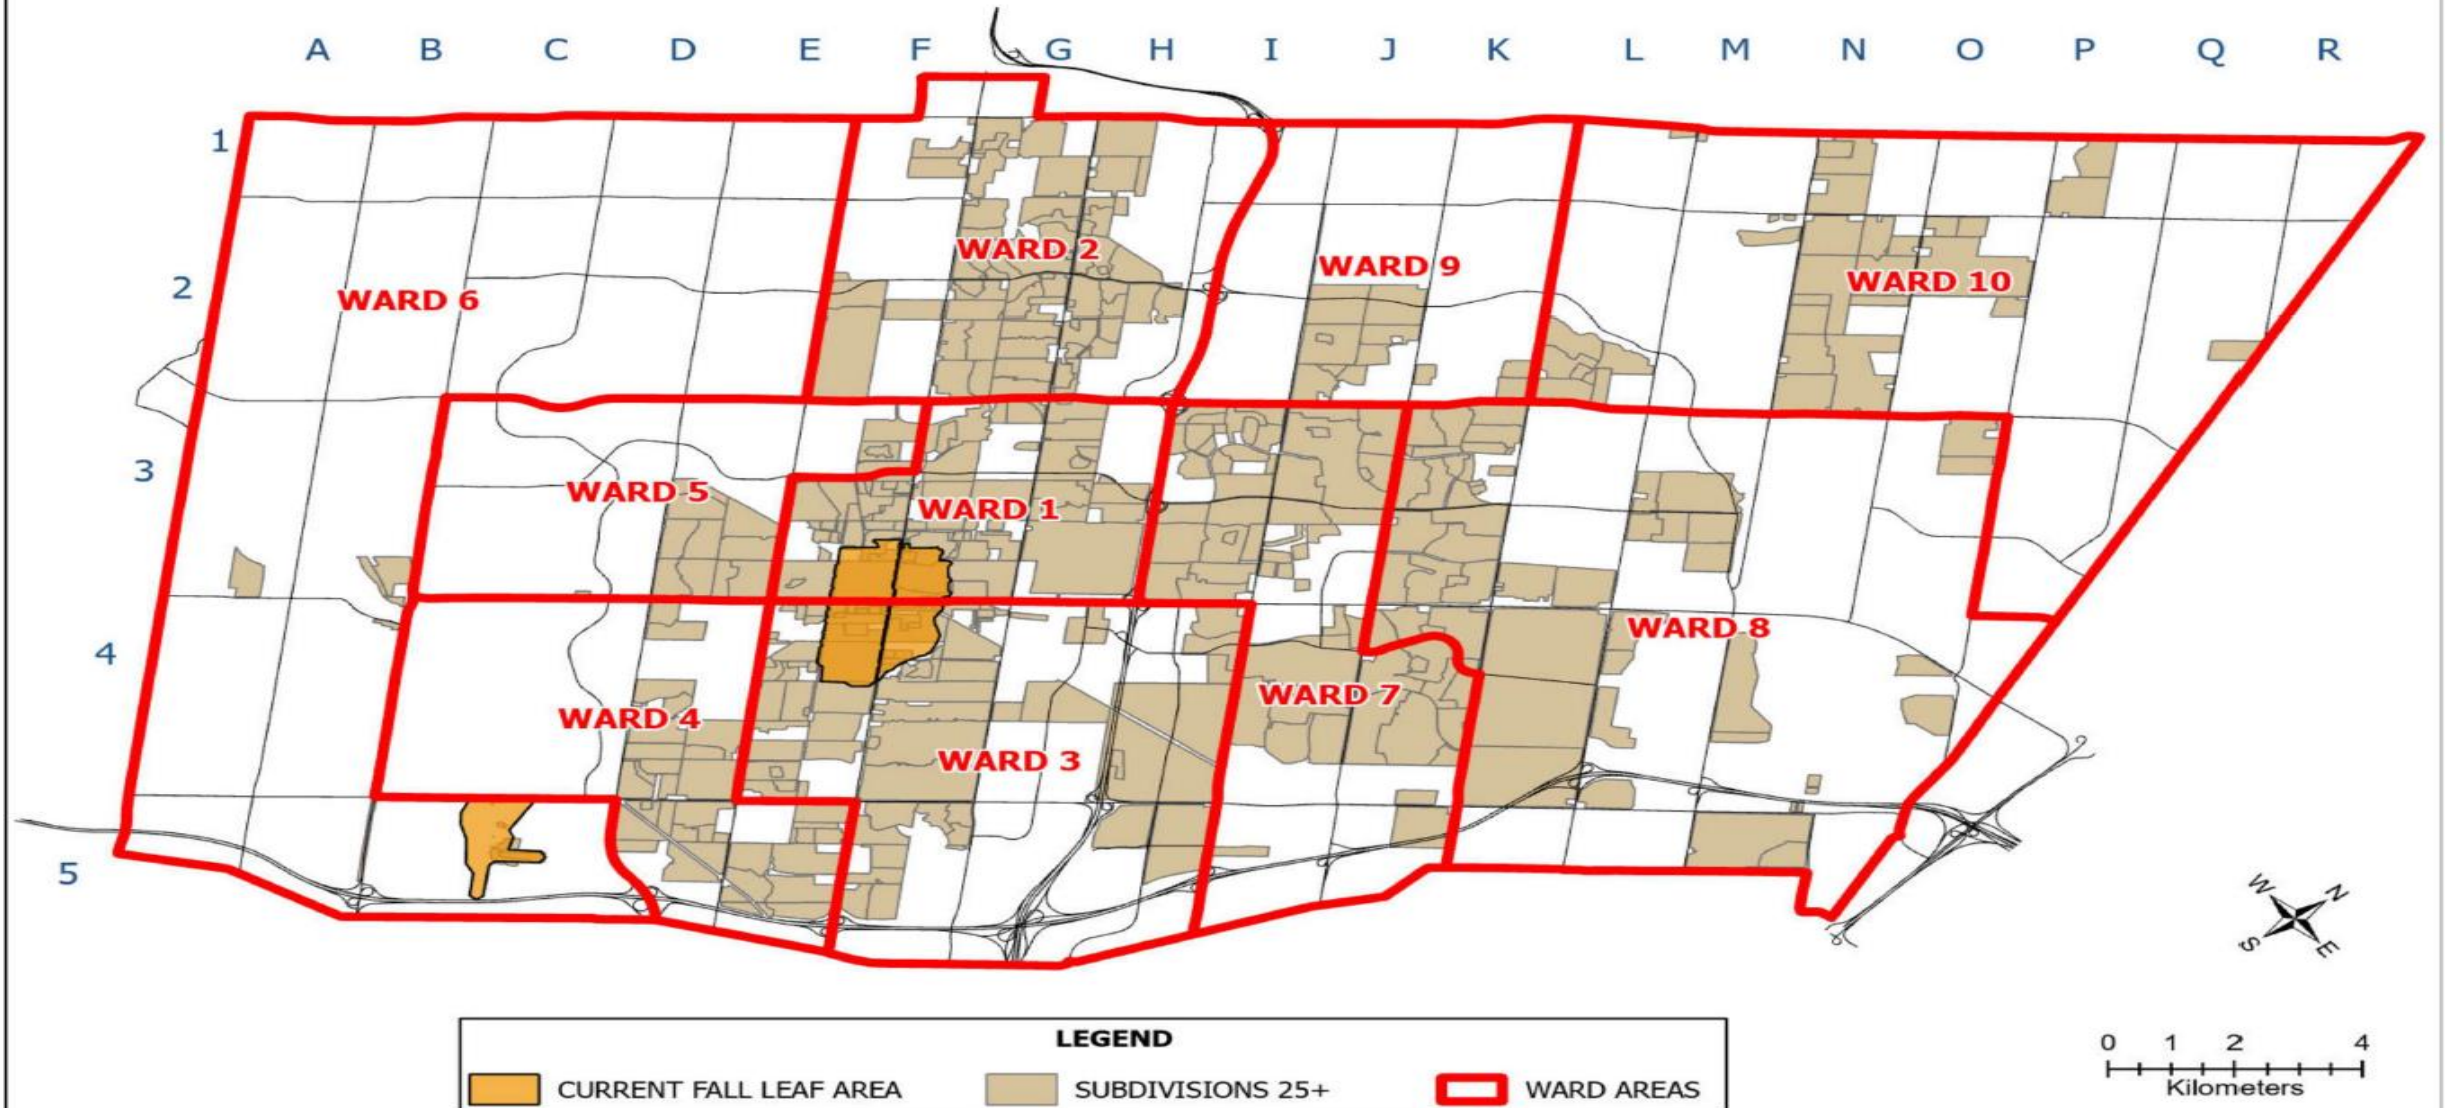 A B C D E F G H I J K L M N O P Q R
1
WARD 2
WARD 9
2
WARD 10
WARD 6
3
WARD 5
WARD 1
4
WARD 8
WARD 7
WARD 4
WARD 3
5
W N
S E
LEGEND
CURRENT FALL LEAF AREA SUBDIVISIONS 25+ WARD AREAS
0 1 2 4
Kilometers